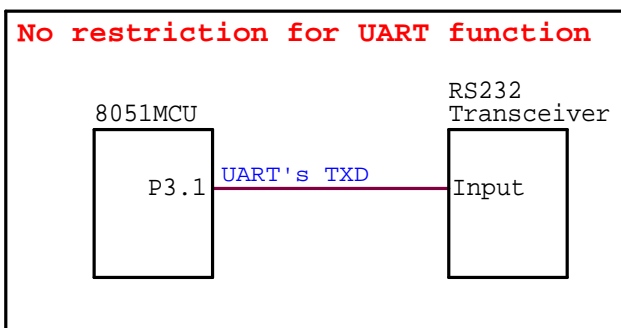 No restriction for UART function
RS232
8051MCU Transceiver
UART's TXD
P3.1 Input